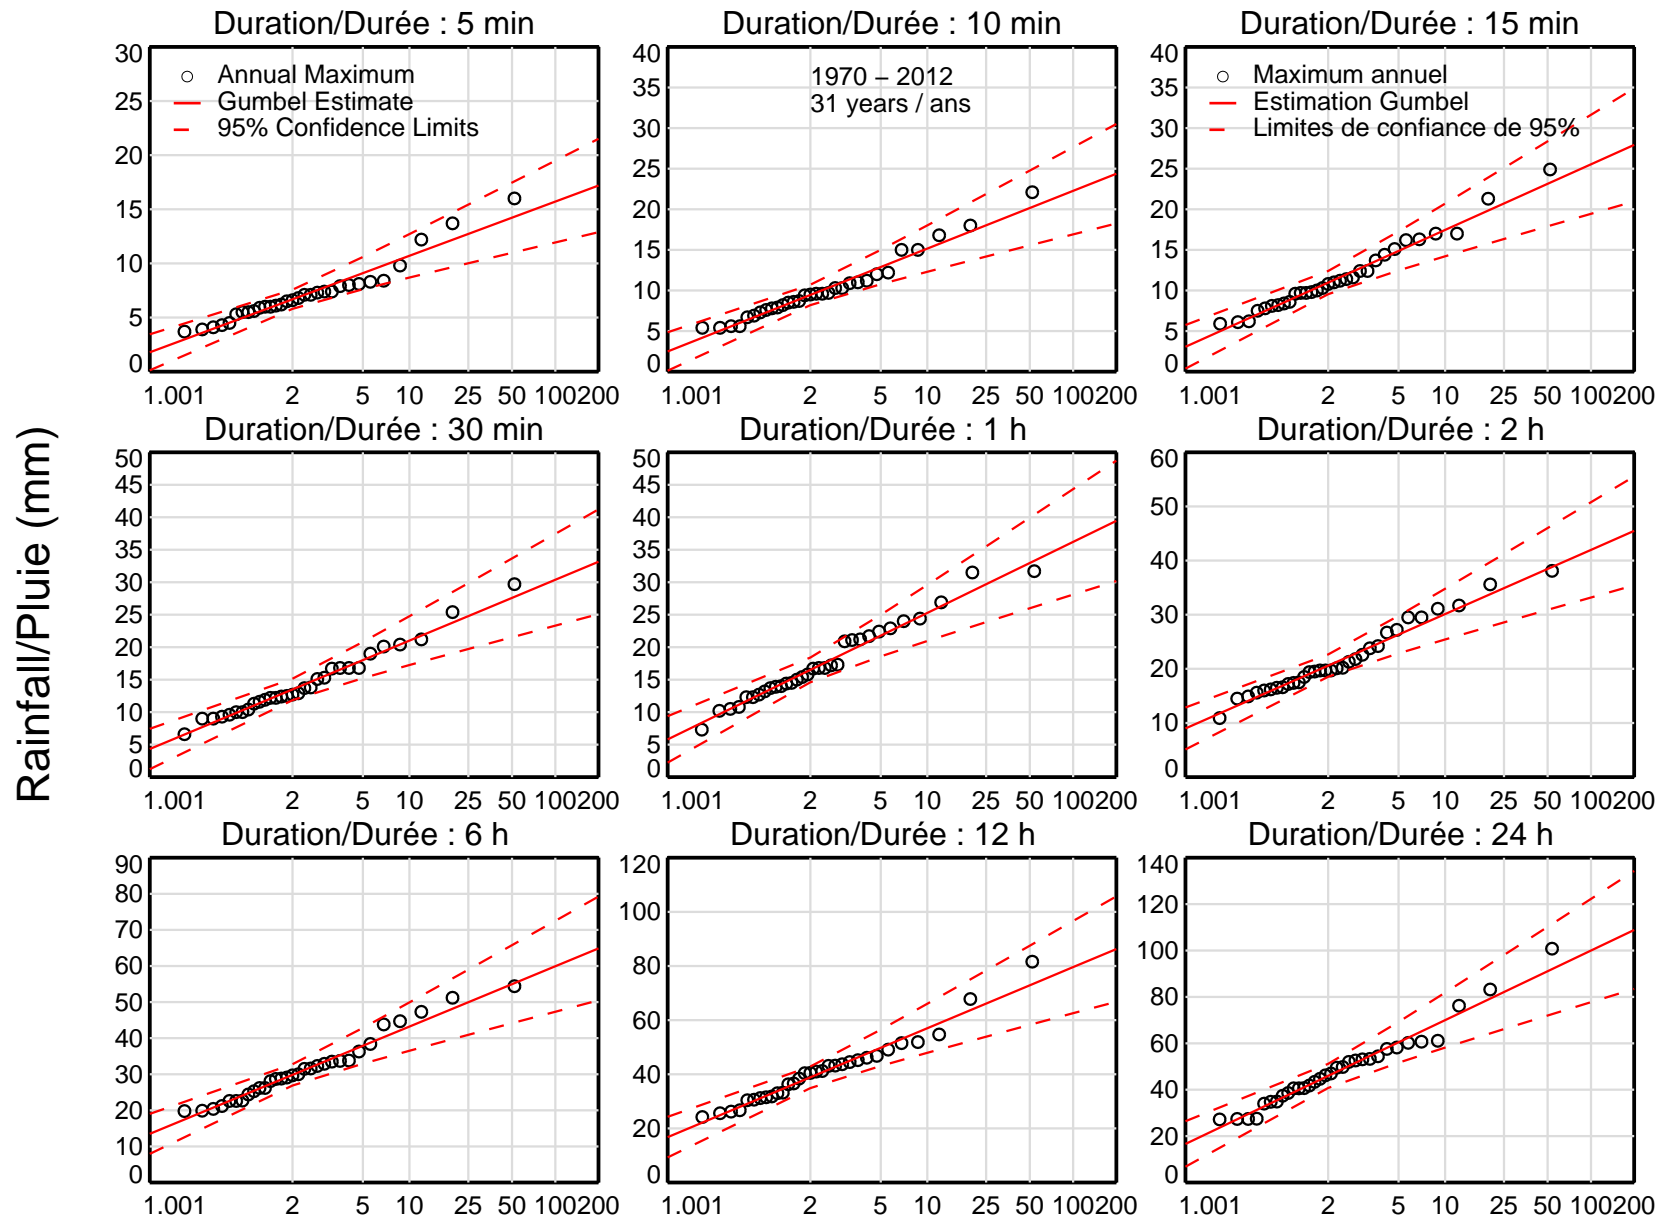 Duration/Durée : 5 min
Duration/Durée : 10 min
Duration/Durée : 15 min
30
25
20
15
10
5
0
Annual Maximum
Gumbel Estimate
95% Confidence Limits
1.001 2 5 10 25 50 100 200
40
35
30
25
20
15
10
5
0
1970 – 2012
31 years / ans
1.001 2 5 10 25 50 100 200
40
35
30
25
20
15
10
5
0
Maximum annuel
Estimation Gumbel
Limites de confiance de 95%
1.001 2 5 10 25 50 100 200
Rainfall/Pluie (mm)
Duration/Durée : 30 min
Duration/Durée : 1 h
Duration/Durée : 2 h
50
45
40
35
30
25
20
15
10
5
0
1.001 2 5 10 25 50 100 200
50
45
40
35
30
25
20
15
10
5
0
1.001 2 5 10 25 50 100 200
60
50
40
30
20
10
0
1.001 2 5 10 25 50 100 200
Duration/Durée : 6 h
Duration/Durée : 12 h
Duration/Durée : 24 h
90
80
70
60
50
40
30
20
10
0
1.001 2 5 10 25 50 100 200
120
100
80
60
40
20
0
1.001 2 5 10 25 50 100 200
140
120
100
80
60
40
20
0
1.001 2 5 10 25 50 100 200